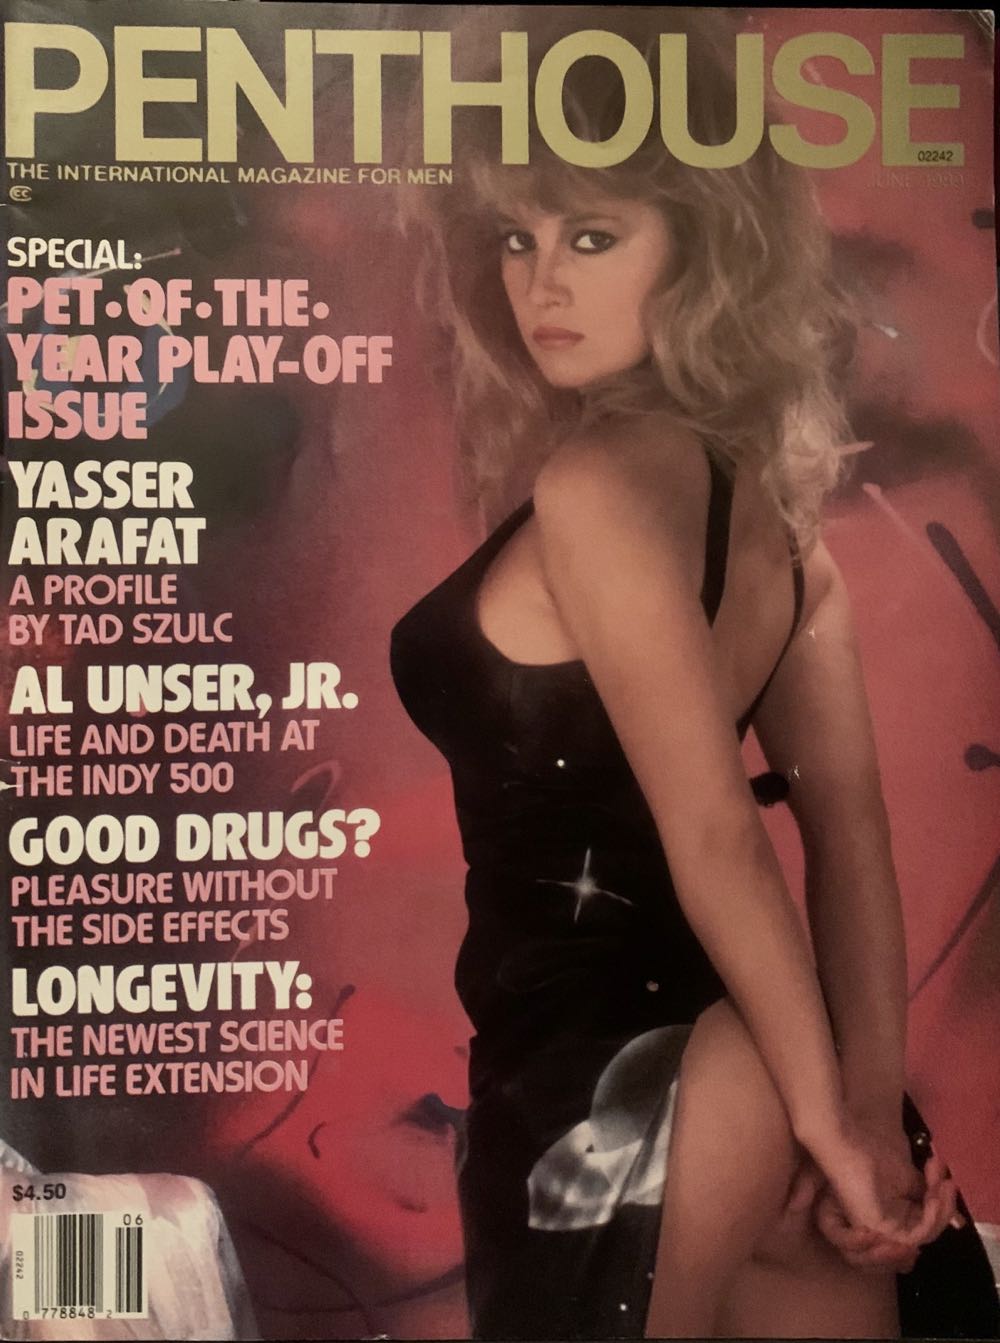 PENTHOUSE
02242
THE INTERNATIONAL MAGAZINE FOR MEN
JUNE
EC
SPECIAL:
PET•OF•THE•
YEAR PLAY-OFF
ISSUE
YASSER
ARAFAT
A PROFILE
BY TAD SZULC
AL UNSER, JR.
LIFE AND DEATH AT
THE INDY 500
GOOD DRUGS?
PLEASURE WITHOUT
THE SIDE EFFECTS
LONGEVITY:
THE NEWEST SCIENCE
IN LIFE EXTENSION
$4.50
06
02242
0 778848 2